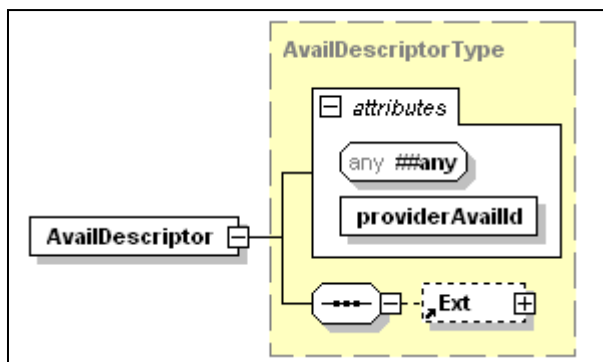 AvailDescriptorType
attributes
any ##any
providerAvailId
AvailDescriptor
Ext